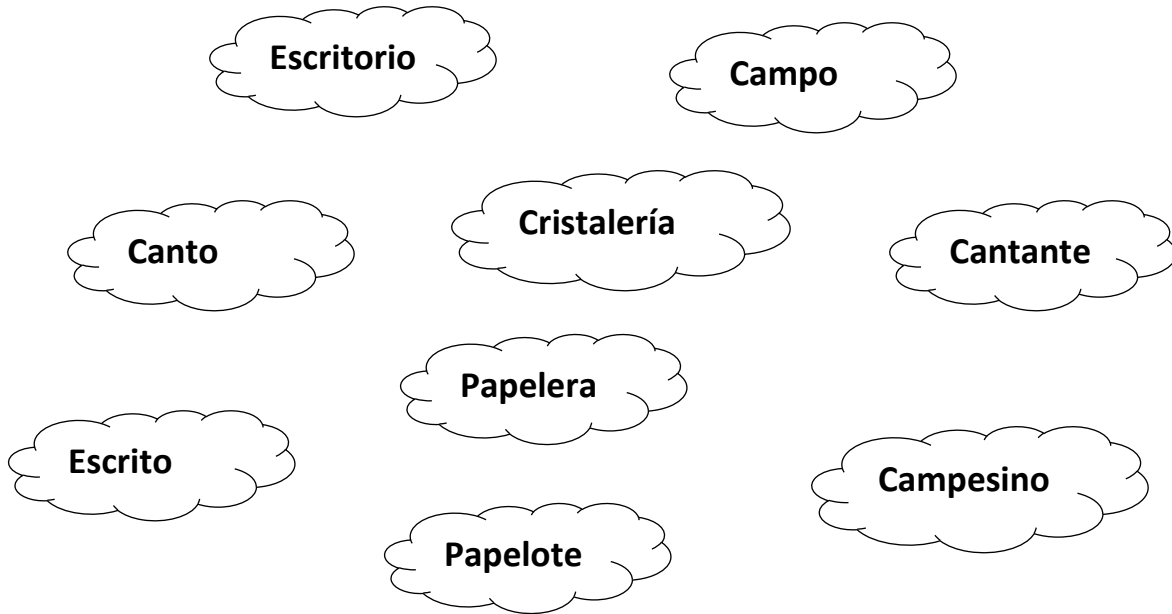 Escritorio
Campo
Cristalería
Canto
Cantante
Papelera
Escrito
Campesino
Papelote